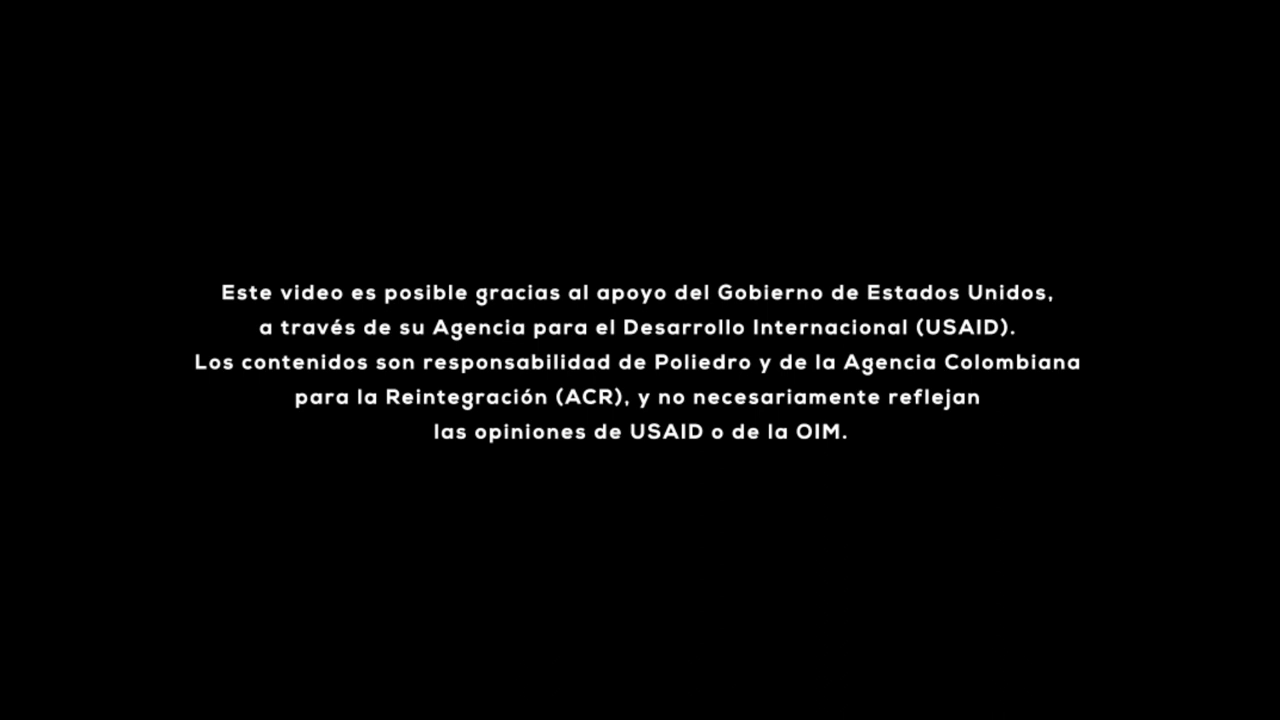 Este video es posible gracias al apoyo del Gobierno de Estados Unidos,
a través de su Agencia para el Desarrollo Internacional (USAID).
Los contenidos son responsabilidad de Poliedro y de la Agencia Colombiana
para la Reintegración (ACR), y no necesariamente reflejan
las opiniones de USAID o de la OIM.